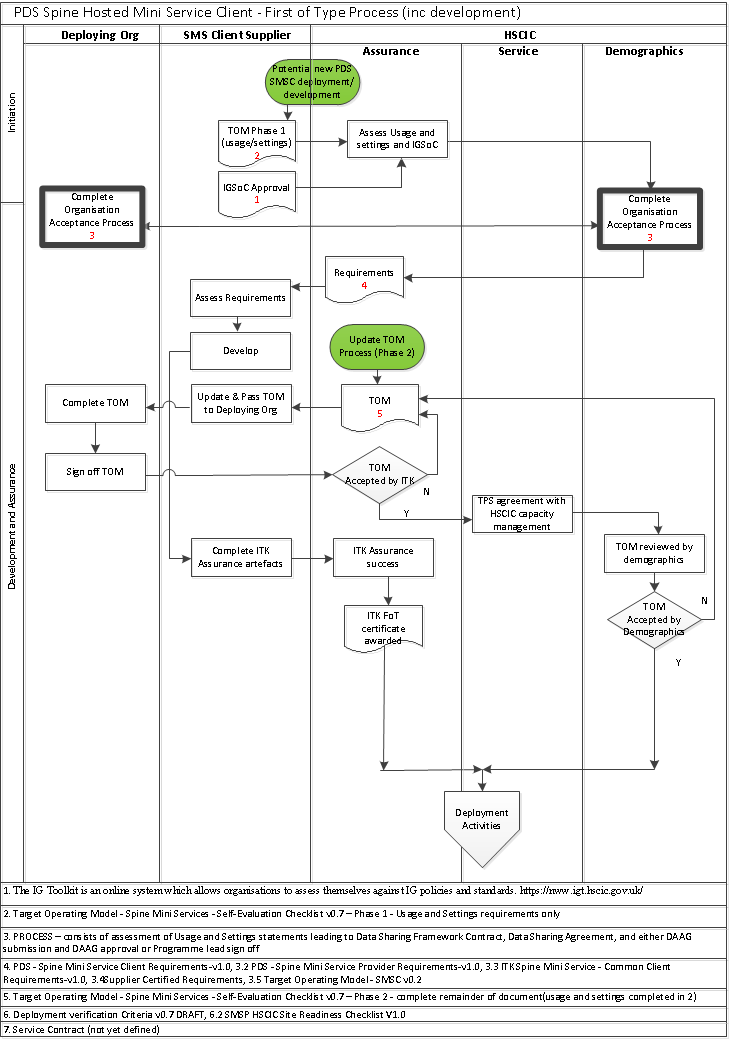 PDS Spine Hosted Mini Service Client - First of Type Process (inc development)
Deploying Org
SMS Client Supplier
HSCIC
Assurance
Service
Demographics
Initiation
Potential new PDS
SMSC deployment/
development
TOM Phase 1
(usage/settings)
2
Assess Usage and
settings and IGSoC
IGSoC Approval
1
Complete
Organisation
Acceptance Process
3
Complete
Organisation
Acceptance Process
3
Development and Assurance
Requirements
4
Assess Requirements
Develop
Update TOM
Process (Phase 2)
Complete TOM
Update & Pass TOM
to Deploying Org
TOM
5
Sign off TOM
TOM
Accepted by ITK
N
Y
TPS agreement with
HSCIC capacity
management
Complete ITK
Assurance artefacts
ITK Assurance
success
TOM reviewed by
demographics
ITK FoT
certificate
awarded
TOM
Accepted by
Demographics
N
Y
Deployment
Activities
1. The IG Toolkit is an online system which allows organisations to assess themselves against IG policies and standards. https://nww.igt.hscic.gov.uk/
2. Target Operating Model - Spine Mini Services - Self-Evaluation Checklist v0.7 – Phase 1 - Usage and Settings requirements only
3. PROCESS – consists of assessment of Usage and Settings statements leading to Data Sharing Framework Contract, Data Sharing Agreement, and either DAAG
submission and DAAG approval or Programme lead sign off
4. PDS - Spine Mini Service Client Requirements-v1.0, 3.2 PDS - Spine Mini Service Provider Requirements-v1.0, 3.3 ITK Spine Mini Service - Common Client
Requirements-v1.0, 3.4Supplier Certified Requirements, 3.5 Target Operating Model - SMSC v0.2
5. Target Operating Model - Spine Mini Services - Self-Evaluation Checklist v0.7 – Phase 2 - complete remainder of document(usage and settings completed in 2)
6. Deployment verification Criteria v0.7 DRAFT, 6.2 SMSP HSCIC Site Readiness Checklist V1.0
7. Service Contract (not yet defined)